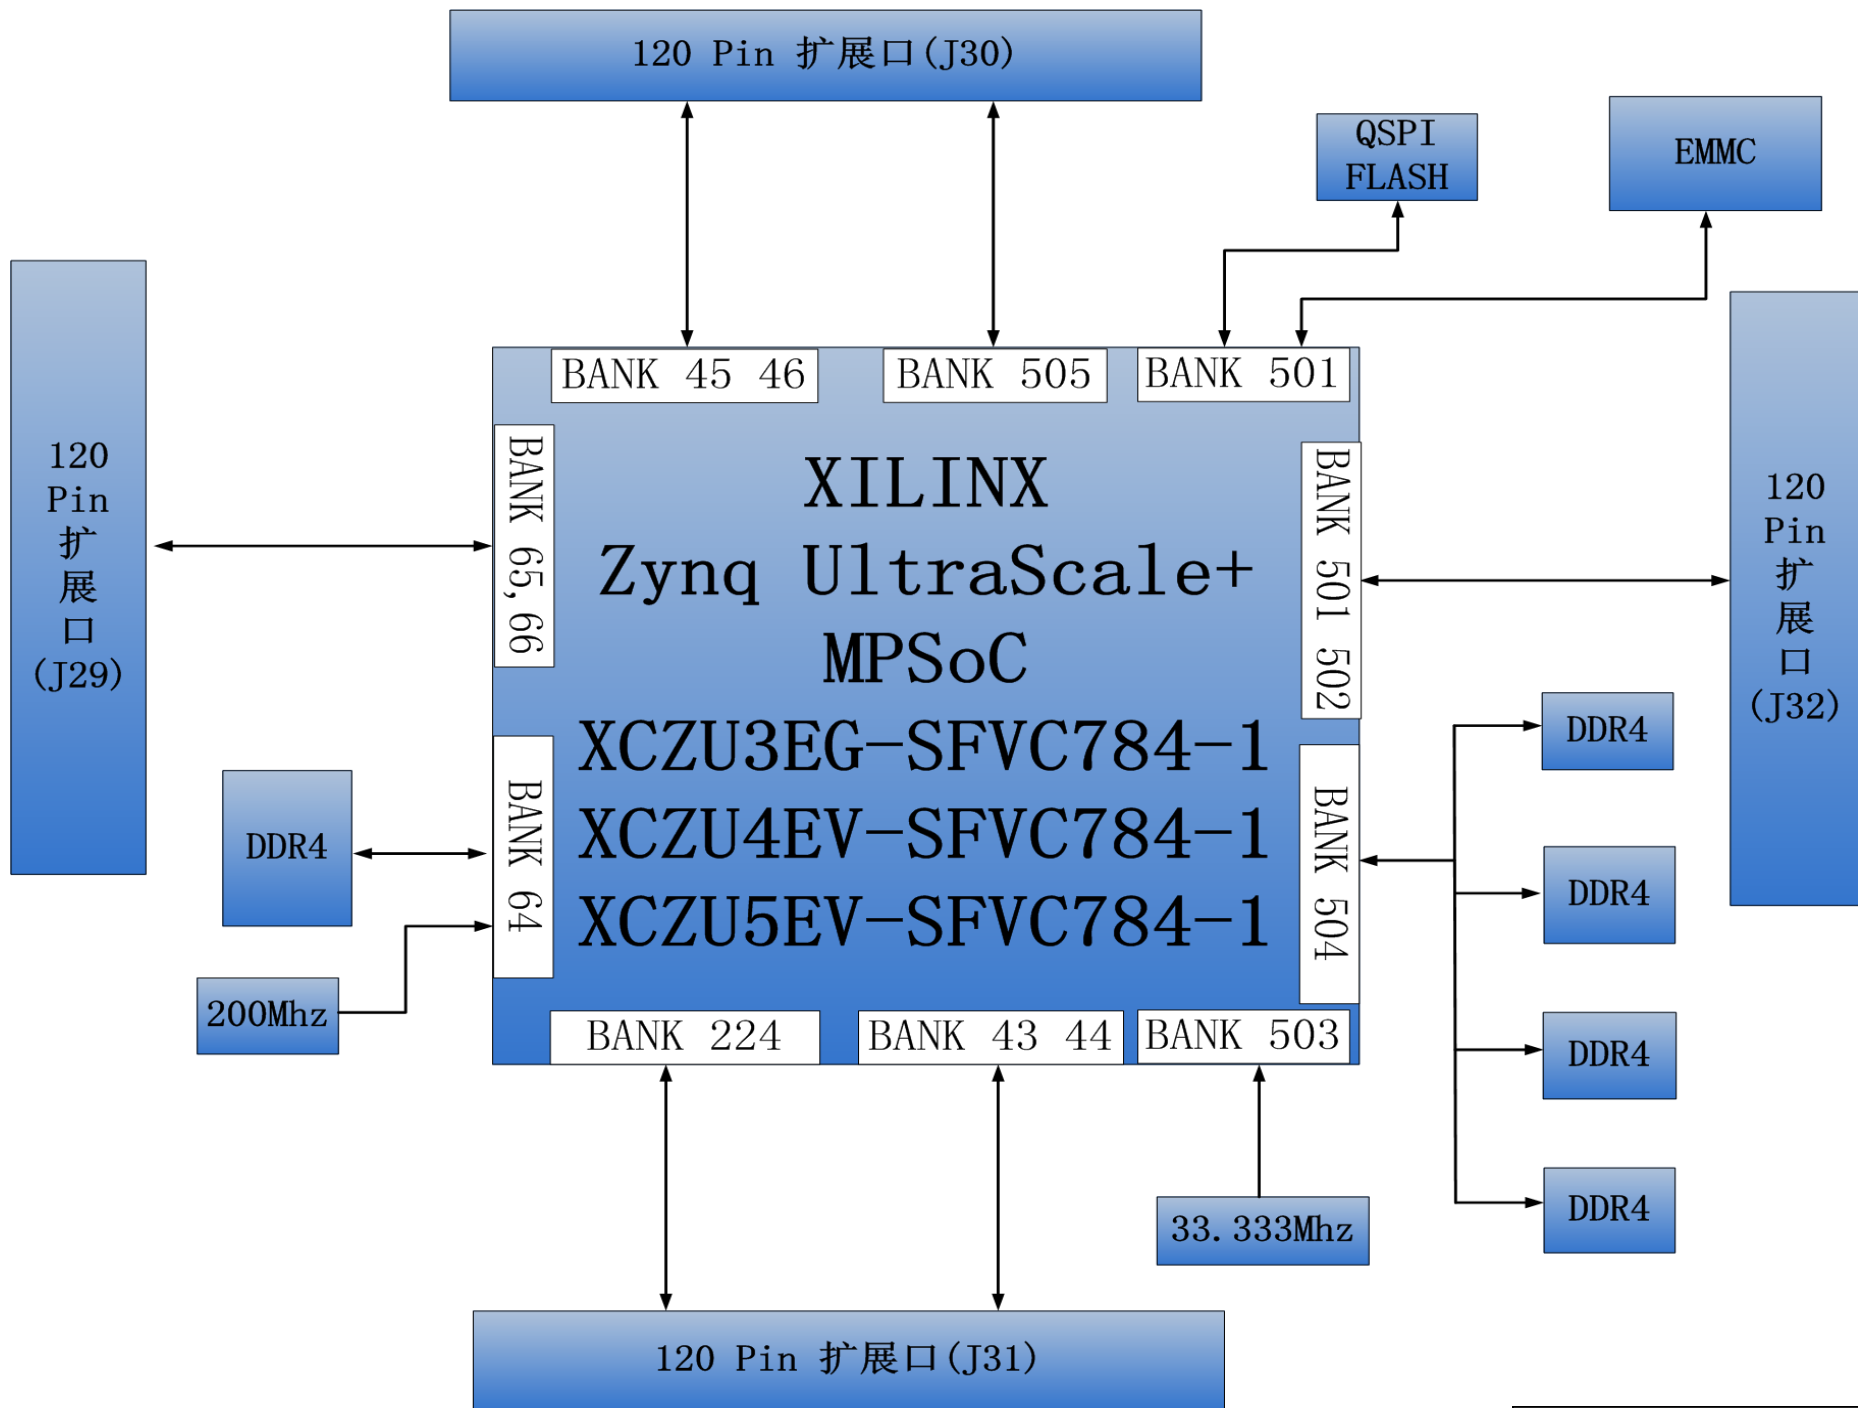 120 Pin 扩展口(J30)
QSPI
FLASH
EMMC
120
Pin
扩
展
口
(J29)
BANK 45 46
BANK 505
BANK 501
BANK 65,66
XILINX
Zynq UltraScale+
MPSoC
XCZU3EG-SFVC784-1
XCZU4EV-SFVC784-1
XCZU5EV-SFVC784-1
BANK 501 502
120
Pin
扩
展
口
(J32)
DDR4
BANK 64
200Mhz
BANK 504
DDR4
DDR4
DDR4
DDR4
BANK 224
BANK 43 44
BANK 503
33.333Mhz
120 Pin 扩展口(J31)